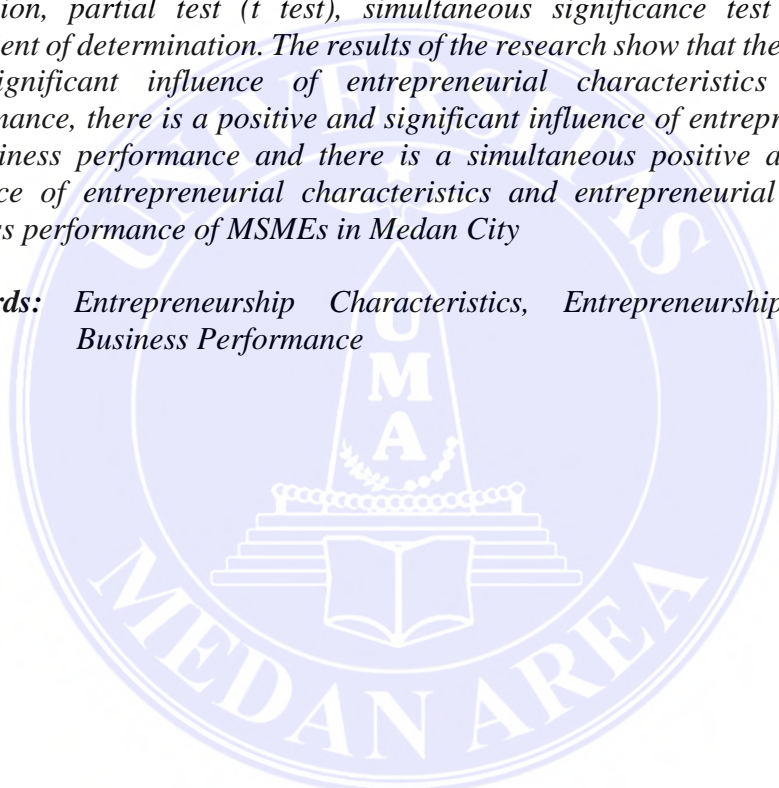 ion, partial test (t test), simultaneous significance test
ent of determination. The results of the research show that the
ignificant influence of entrepreneurial characteristics
mance, there is a positive and significant influence of entrepr
iness performance and there is a simultaneous positive a
ce of entrepreneurial characteristics and entrepreneurial
s performance of MSMEs in Medan City
rds: Entrepreneurship Characteristics, Entrepreneurship
Business Performance
UNIVERSITAS
UMA
MEDAN AREA